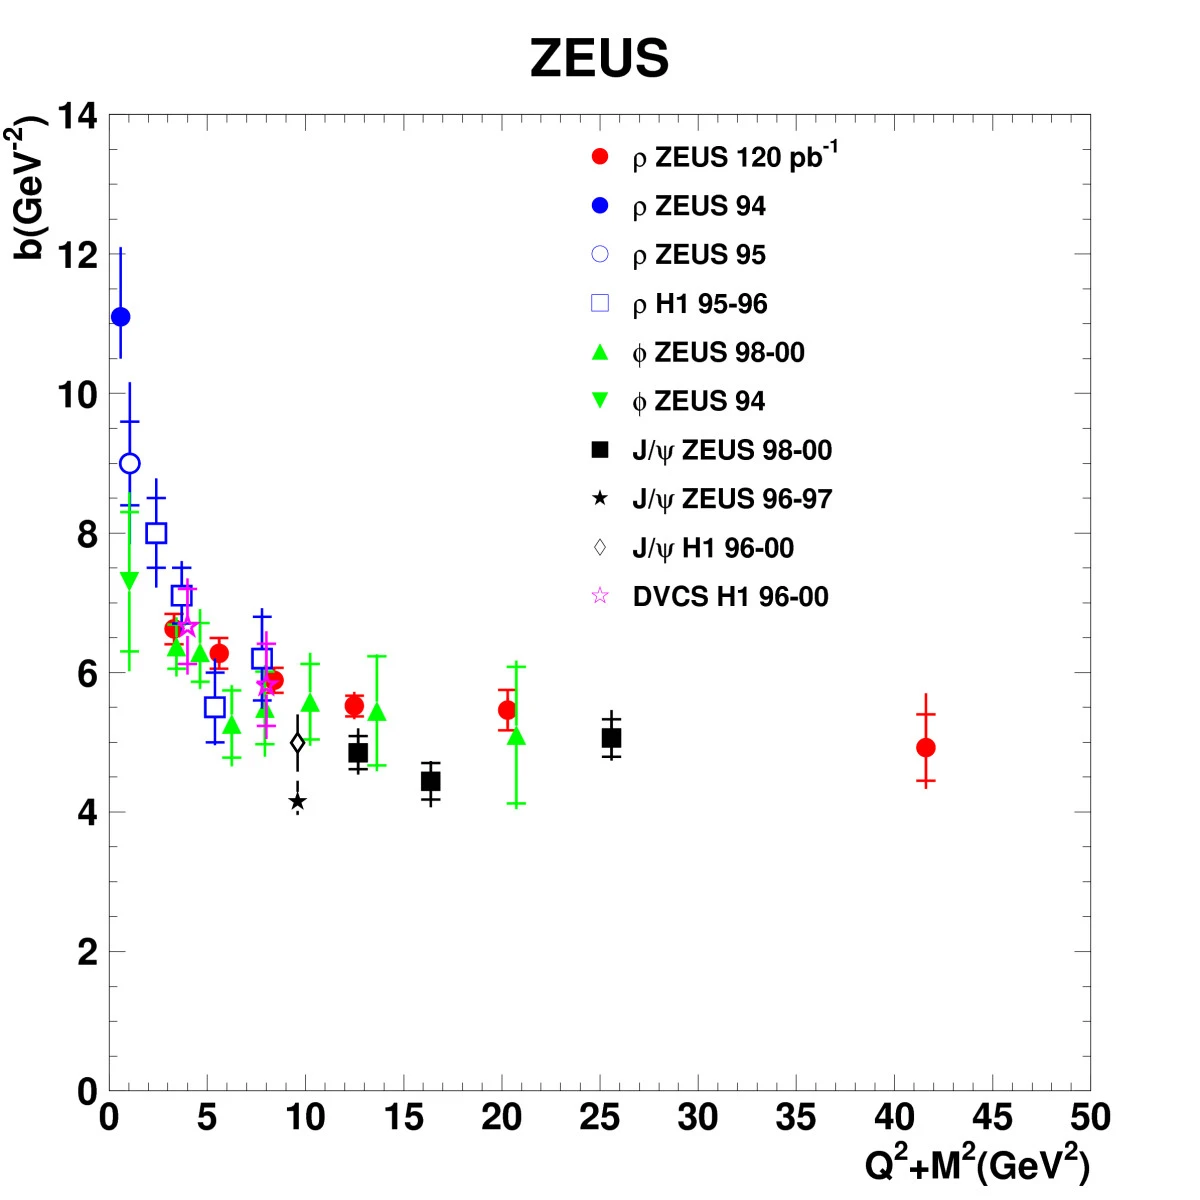 ZEUS
b(GeV⁻²)
14
12
10
8
6
4
2
0
ρ ZEUS 120 pb⁻¹
ρ ZEUS 94
ρ ZEUS 95
ρ H1 95-96
ϕ ZEUS 98-00
ϕ ZEUS 94
J/ψ ZEUS 98-00
J/ψ ZEUS 96-97
J/ψ H1 96-00
DVCS H1 96-00
0 5 10 15 20 25 30 35 40 45 50
Q²+M²(GeV²)